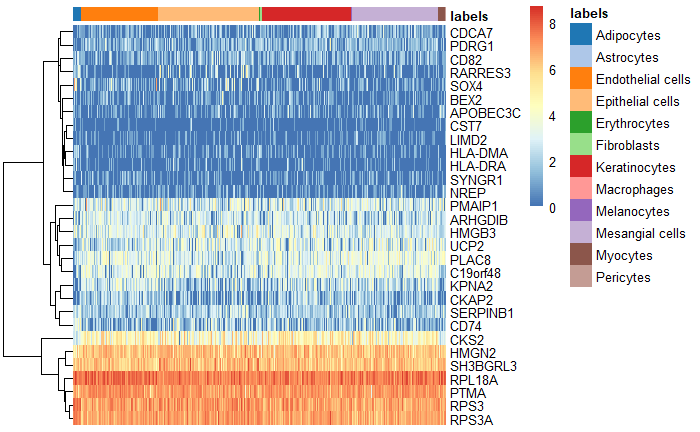 labels
CDCA7
PDRG1
CD82
RARRES3
SOX4
BEX2
APOBEC3C
CST7
LIMD2
HLA-DMA
HLA-DRA
SYNGR1
NREP
PMAIP1
ARHGDIB
HMGB3
UCP2
PLAC8
C19orf48
KPNA2
CKAP2
SERPINB1
CD74
CKS2
HMGN2
SH3BGRL3
RPL18A
PTMA
RPS3
RPS3A
8
6
4
2
0
labels
Adipocytes
Astrocytes
Endothelial cells
Epithelial cells
Erythrocytes
Fibroblasts
Keratinocytes
Macrophages
Melanocytes
Mesangial cells
Myocytes
Pericytes